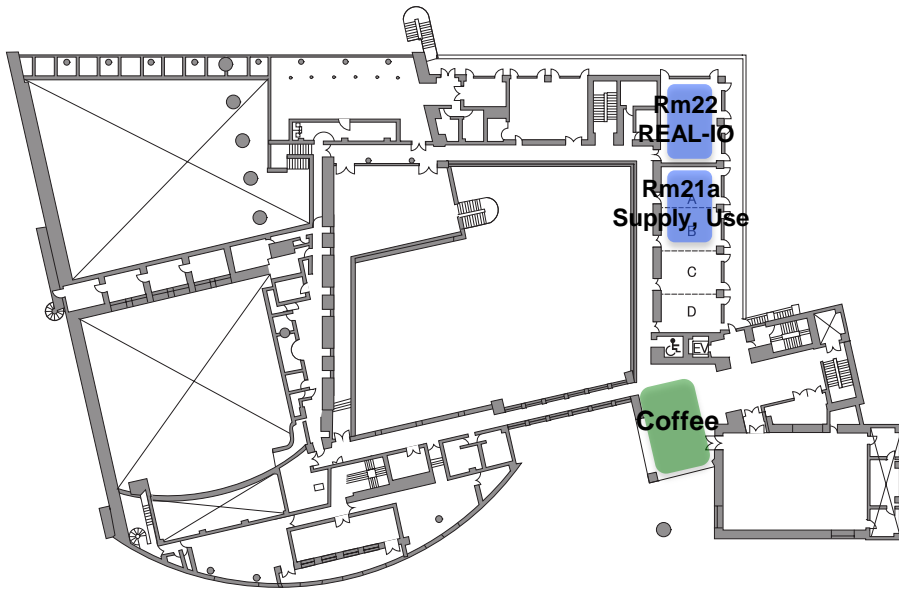 Rm22
REAL-IO
Rm21a
A
Supply, Use
B
C
D
EV
Coffee